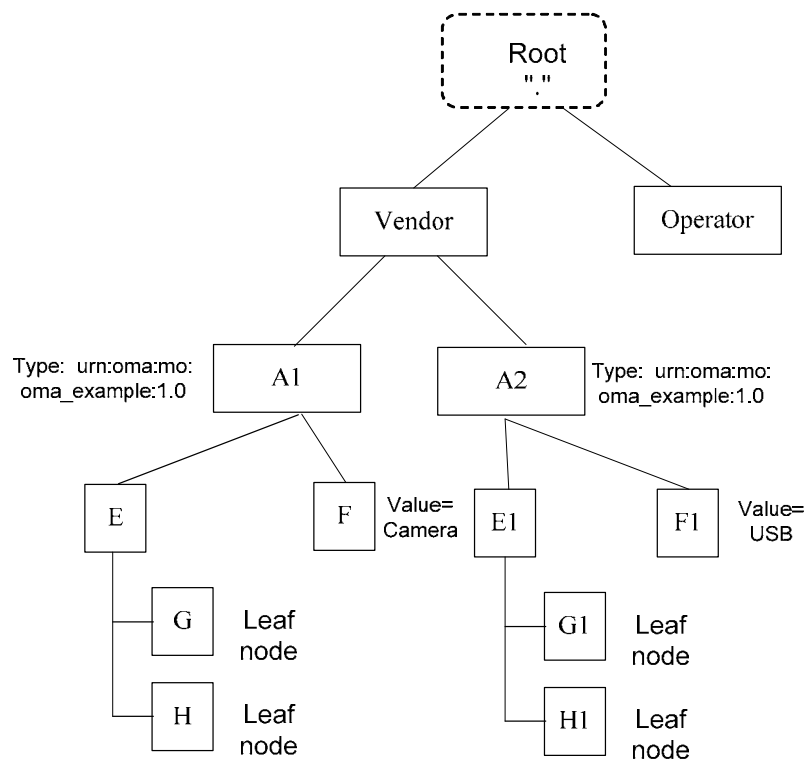 Root
"."
Vendor
Operator
Type: urn:oma:mo:
oma_example:1.0
A1
A2
Type: urn:oma:mo:
oma_example:1.0
E
F
Value=
Camera
E1
F1
Value=
USB
G
Leaf
node
G1
Leaf
node
H
Leaf
node
H1
Leaf
node